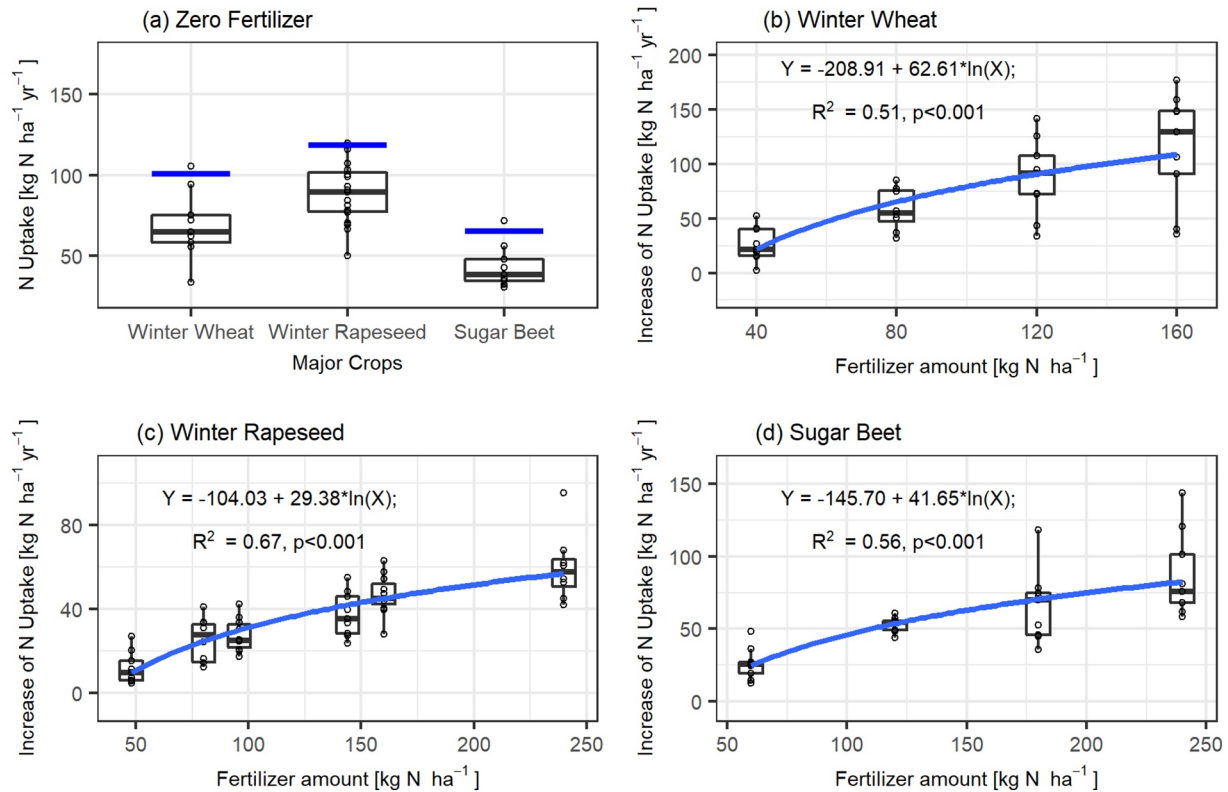 (a) Zero Fertilizer
N Uptake [kg N ha⁻¹ yr⁻¹ ]
150
100
50
Winter Wheat Winter Rapeseed Sugar Beet
Major Crops
(b) Winter Wheat
Increase of N Uptake [kg N ha⁻¹ yr⁻¹ ]
Y = -208.91 + 62.61*ln(X);
R² = 0.51, p<0.001
200
150
100
50
0
40 80 120 160
Fertilizer amount [kg N ha⁻¹ ]
(c) Winter Rapeseed
Increase of N Uptake [kg N ha⁻¹ yr⁻¹ ]
Y = -104.03 + 29.38*ln(X);
R² = 0.67, p<0.001
80
40
0
50 100 150 200 250
Fertilizer amount [kg N ha⁻¹ ]
(d) Sugar Beet
Increase of N Uptake [kg N ha⁻¹ yr⁻¹ ]
Y = -145.70 + 41.65*ln(X);
R² = 0.56, p<0.001
150
100
50
0
50 100 150 200 250
Fertilizer amount [kg N ha⁻¹ ]